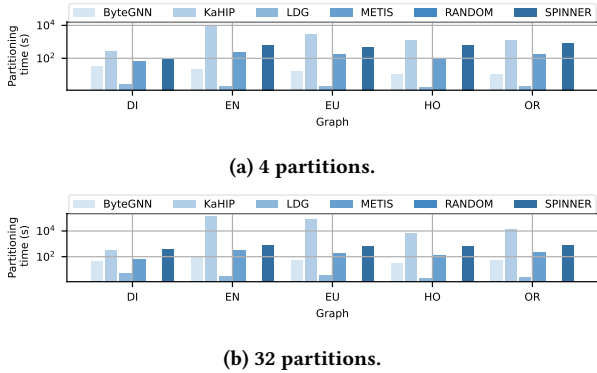 ByteGNN KaHIP LDG METIS RANDOM SPINNER
Partitioning
time (s)
10^4
10^2
DI EN EU HO OR
Graph
(a) 4 partitions.
ByteGNN KaHIP LDG METIS RANDOM SPINNER
Partitioning
time (s)
10^4
10^2
DI EN EU HO OR
Graph
(b) 32 partitions.